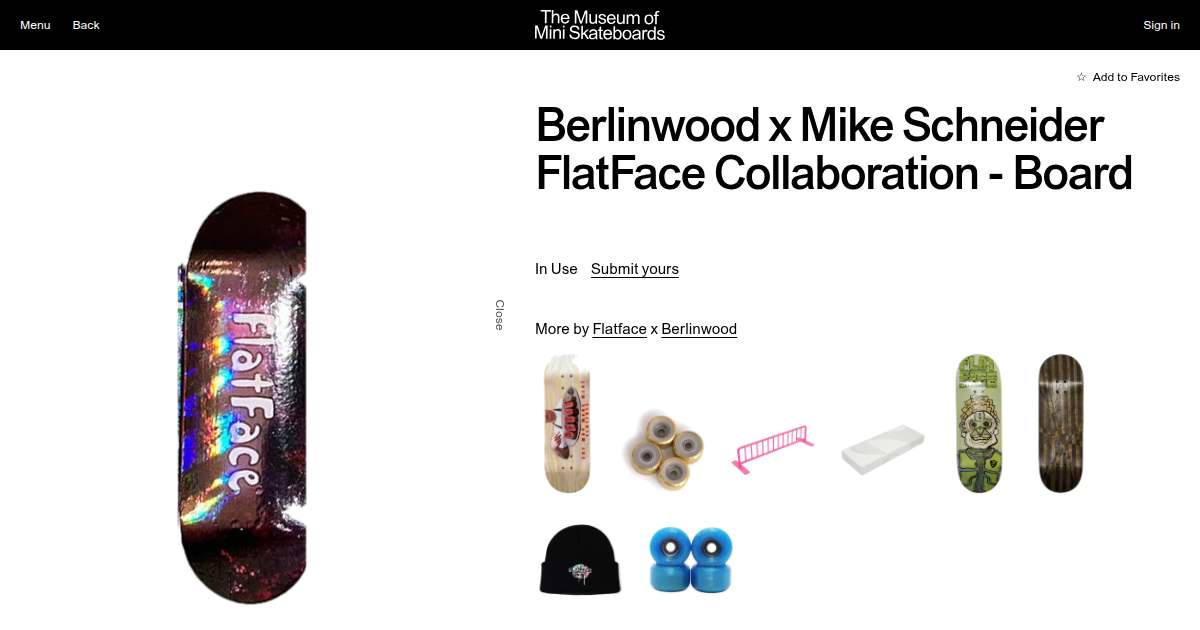 Menu
Back
The Museum of
Mini Skateboards
Sign in
☆ Add to Favorites
Berlinwood x Mike Schneider
FlatFace Collaboration - Board
FlatFace
In Use
Submit yours
Close
More by Flatface x Berlinwood